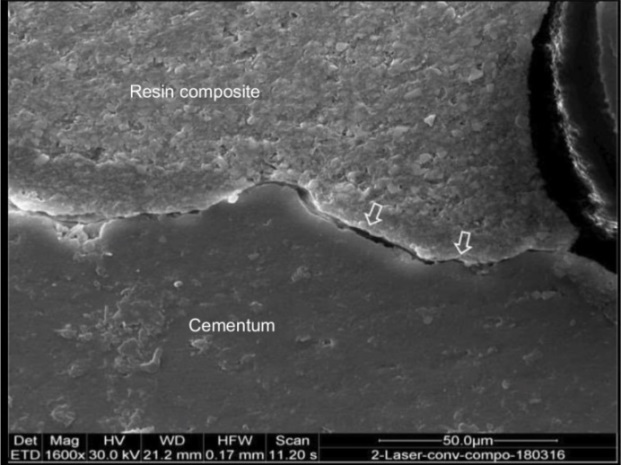 Resin composite
Cementum
Det Mag HV WD HFW Scan 50.0µm
ETD 1600x 30.0 kV 21.2 mm 0.17 mm 11.20 s 2-Laser-conv-compo-180316